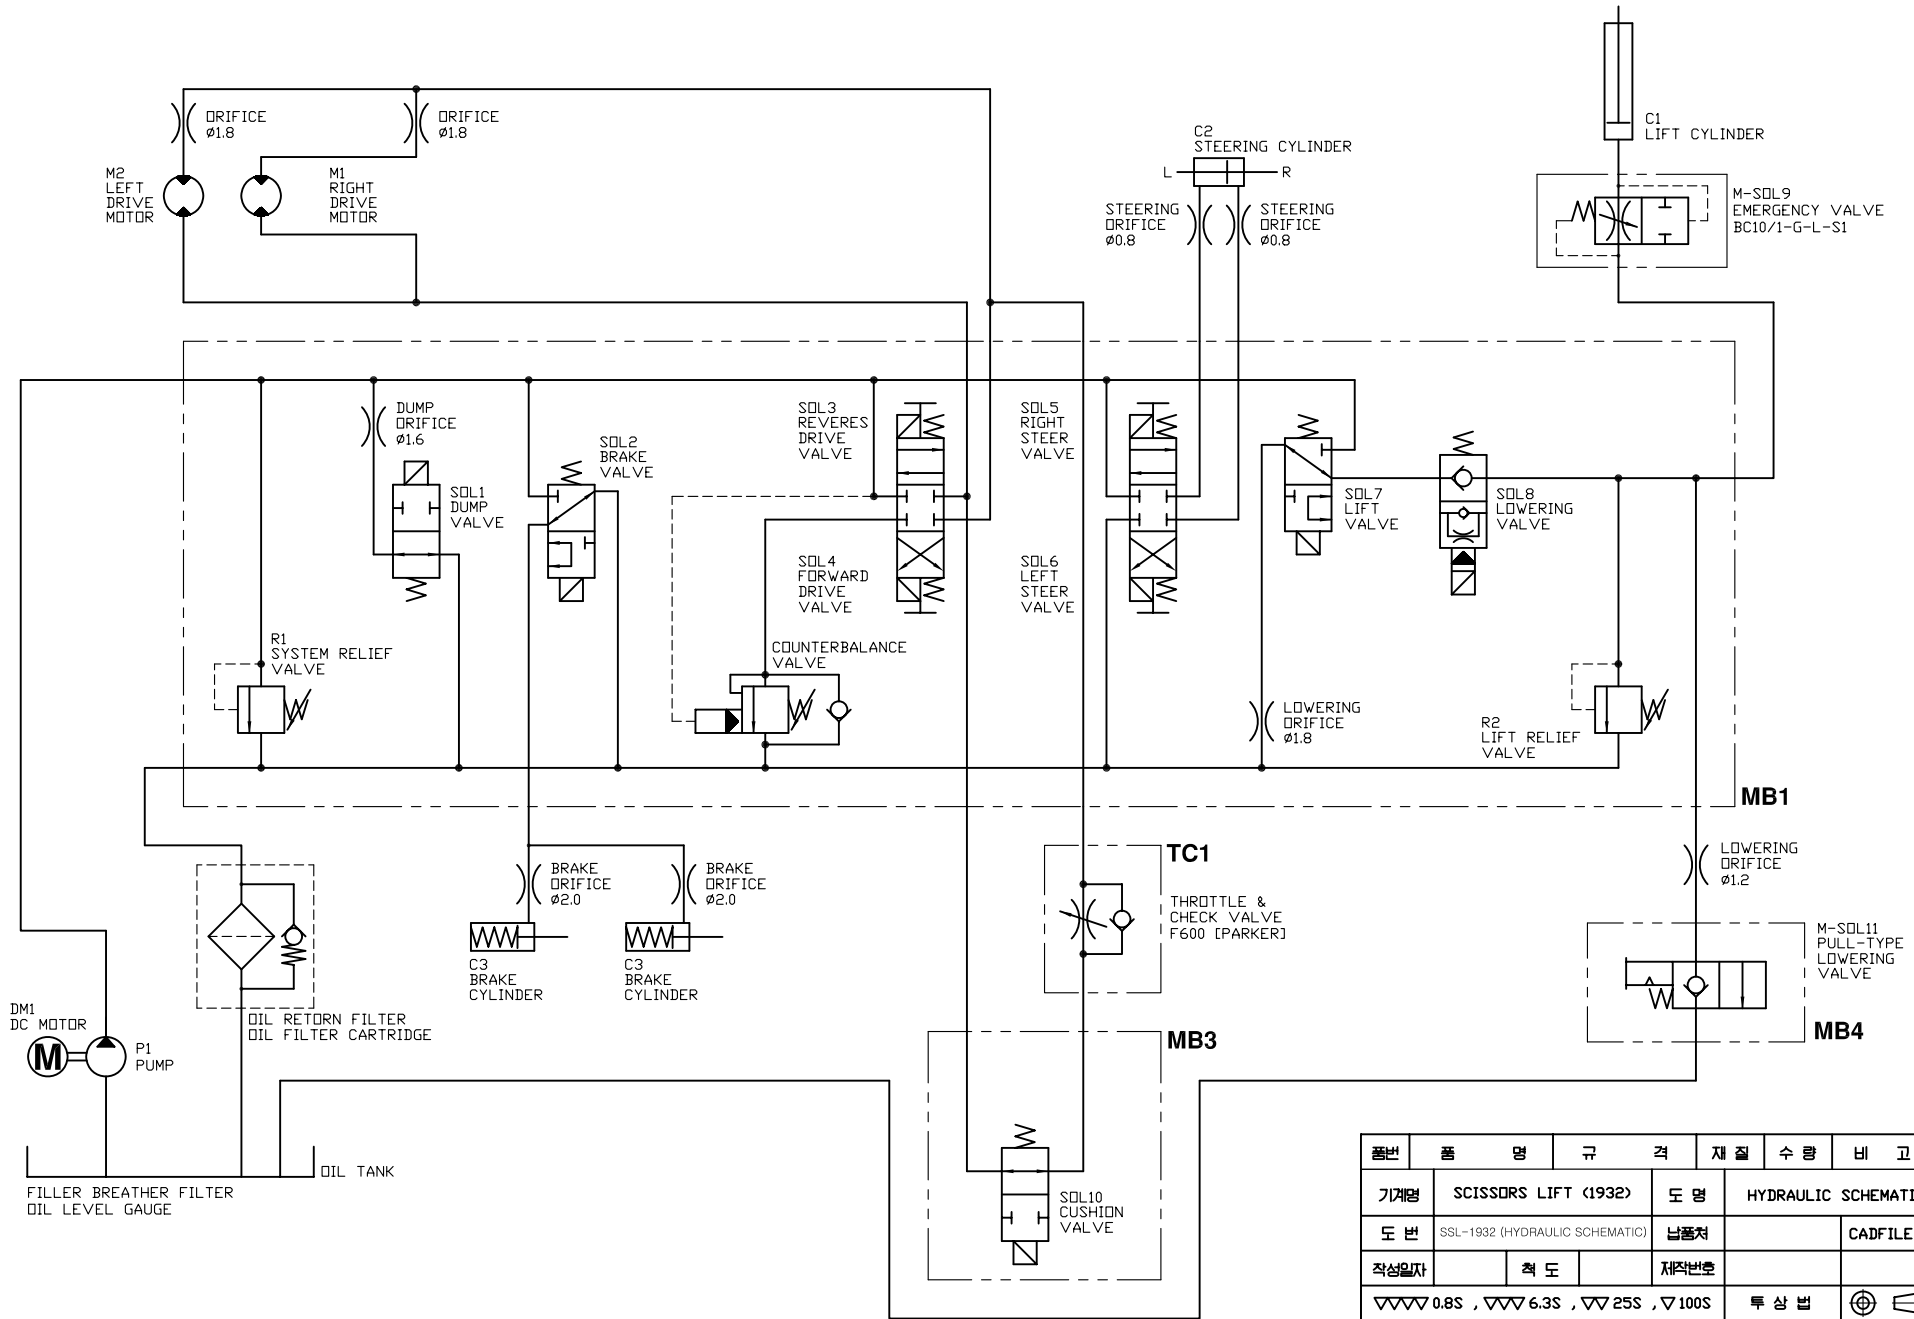 ORIFICE
Ø1.8
ORIFICE
Ø1.8
M2
LEFT
DRIVE
MOTOR
M1
RIGHT
DRIVE
MOTOR
C2
STEERING CYLINDER
L
R
STEERING
ORIFICE
Ø0.8
STEERING
ORIFICE
Ø0.8
C1
LIFT CYLINDER
M-SOL9
EMERGENCY VALVE
BC10/1-G-L-S1
DUMP
ORIFICE
Ø1.6
SOL1
DUMP
VALVE
SOL2
BRAKE
VALVE
SOL3
REVERES
DRIVE
VALVE
SOL4
FORWARD
DRIVE
VALVE
SOL5
RIGHT
STEER
VALVE
SOL6
LEFT
STEER
VALVE
SOL7
LIFT
VALVE
SOL8
LOWERING
VALVE
R1
SYSTEM RELIEF
VALVE
COUNTERBALANCE
VALVE
LOWERING
ORIFICE
Ø1.8
R2
LIFT RELIEF
VALVE
MB1
BRAKE
ORIFICE
Ø2.0
BRAKE
ORIFICE
Ø2.0
C3
BRAKE
CYLINDER
C3
BRAKE
CYLINDER
TC1
THROTTLE &
CHECK VALVE
F600 [PARKER]
LOWERING
ORIFICE
Ø1.2
M-SOL11
PULL-TYPE
LOWERING
VALVE
MB4
OIL RETORN FILTER
OIL FILTER CARTRIDGE
DM1
DC MOTOR
M
P1
PUMP
MB3
SOL10
CUSHION
VALVE
OIL TANK
FILLER BREATHER FILTER
OIL LEVEL GAUGE
품번 품 명 규 격 재 질 수 량 비 고
기계명 SCISSORS LIFT (1932) 도 명 HYDRAULIC SCHEMATI
도 번 SSL-1932 (HYDRAULIC SCHEMATIC) 납품처 CADFILE
작성일자 척 도 제작번호
▽▽▽▽ 0.8S , ▽▽▽ 6.3S , ▽▽ 25S , ▽ 100S 투 상 법